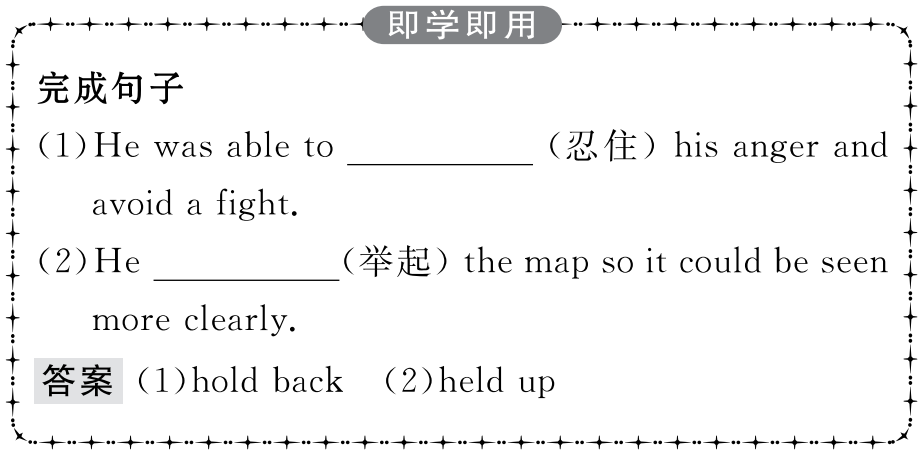 即学即用
完成句子
(1)He was able to ___________ (忍住) his anger and
avoid a fight.
(2)He ___________(举起) the map so it could be seen
more clearly.
答案 (1)hold back (2)held up